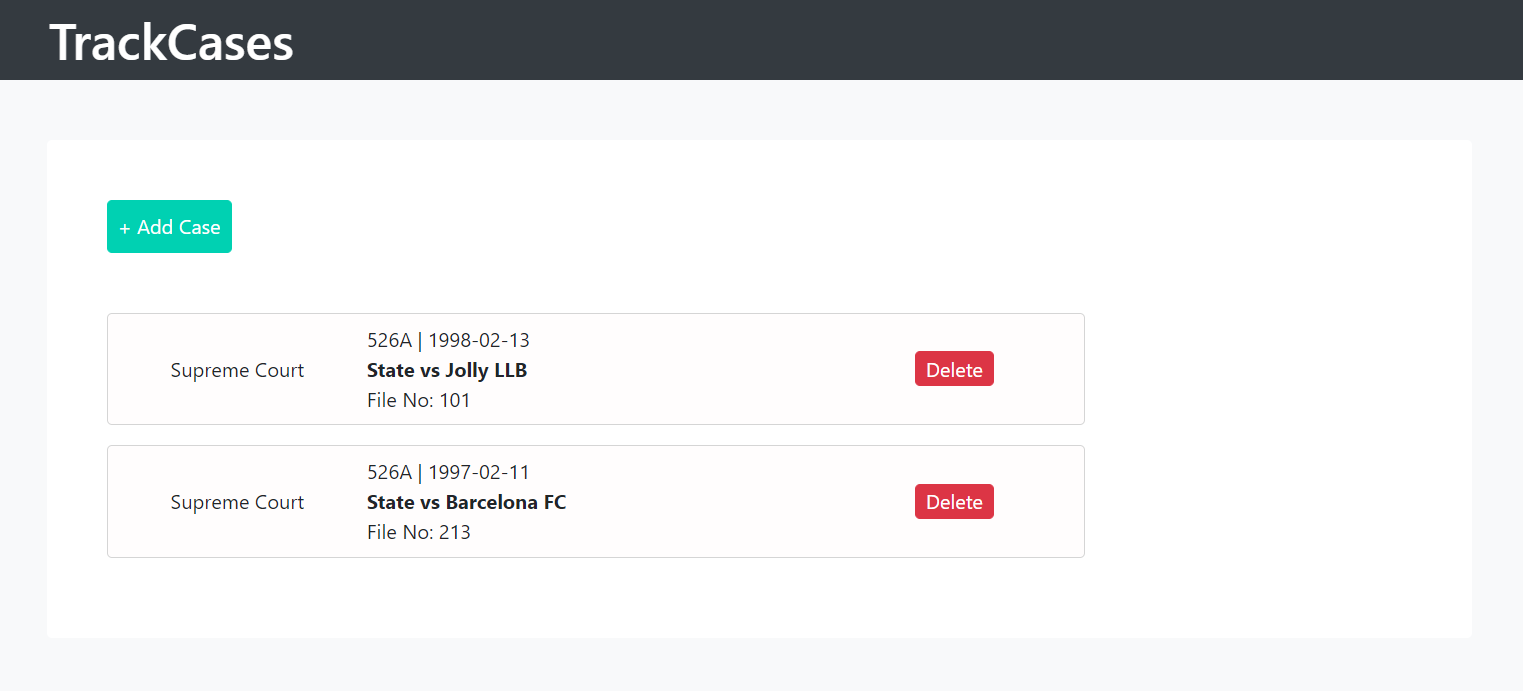 TrackCases
+ Add Case
526A | 1998-02-13
Supreme Court
State vs Jolly LLB
Delete
File No: 101
526A | 1997-02-11
Supreme Court
State vs Barcelona FC
Delete
File No: 213